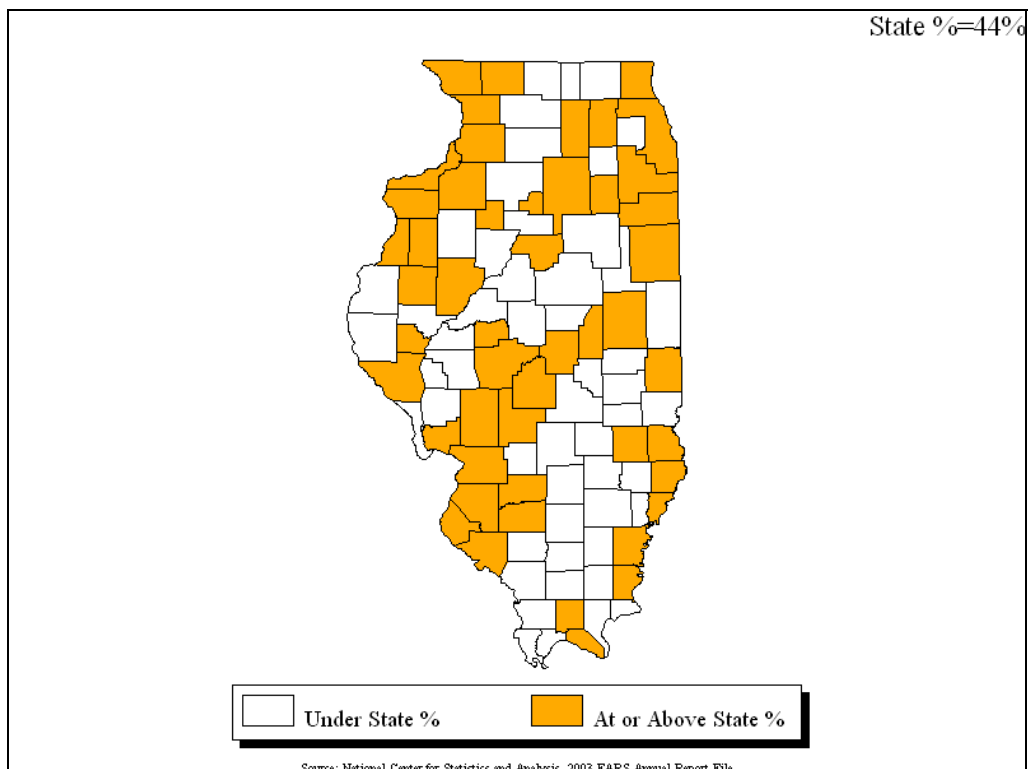 State %=44%
Under State %
At or Above State %
Source: National Center for Statistics and Analysis, 2003 FARS Annual Report File